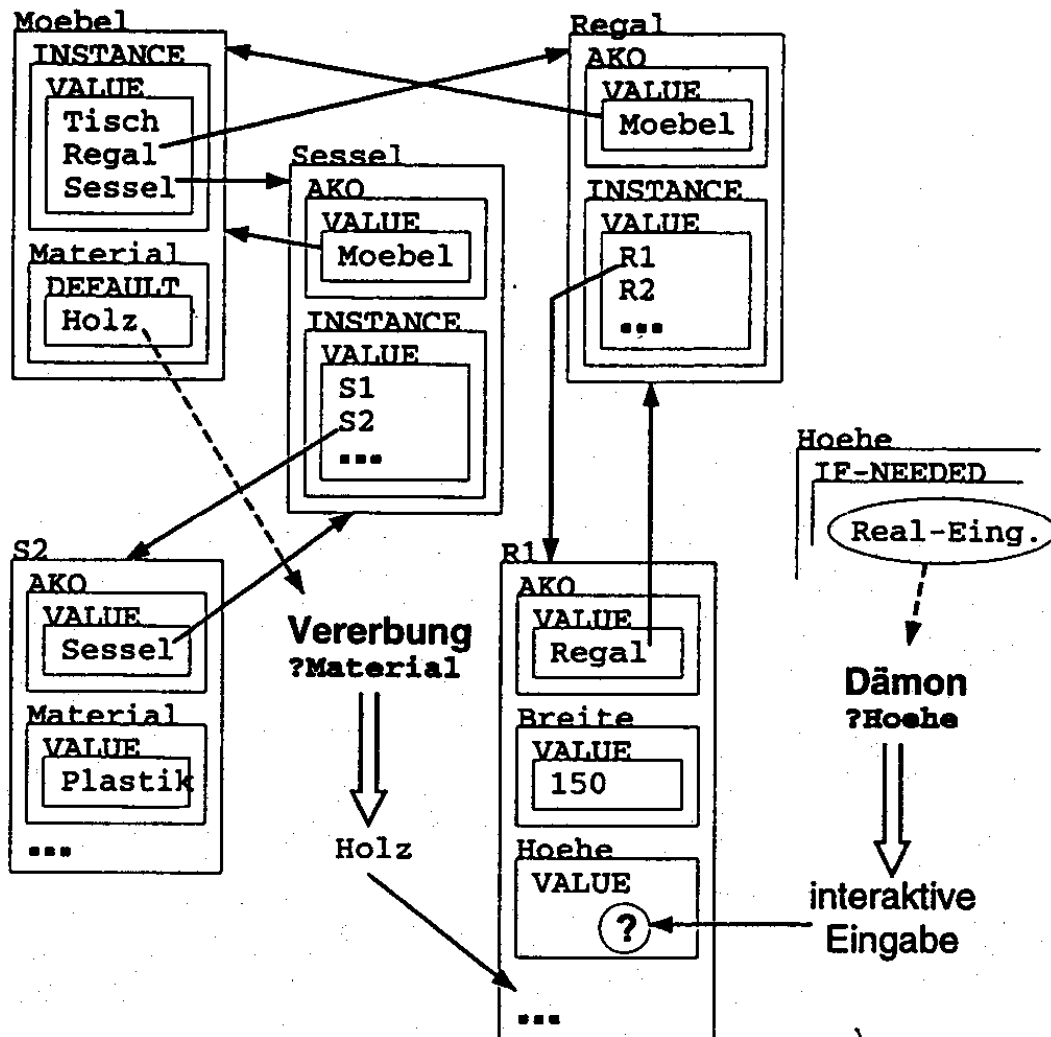 Moebel
INSTANCE
VALUE
Tisch
Regal
Sessel
Material
DEFAULT
Holz
Sessel
AKO
VALUE
Moebel
INSTANCE
VALUE
S1
S2
...
Regal
AKO
VALUE
Moebel
INSTANCE
VALUE
R1
R2
...
Hoehe
IF-NEEDED
Real-Eing.
S2
AKO
VALUE
Sessel
Material
VALUE
Plastik
...
Vererbung
?Material
Holz
R1
AKO
VALUE
Regal
Breite
VALUE
150
Hoehe
VALUE
?
...
Dämon
?Hoehe
interaktive
Eingabe